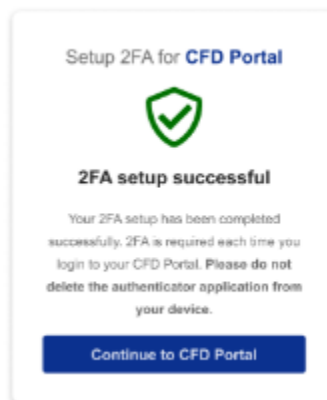 Setup 2FA for CFD Portal
2FA setup successful
Your 2FA setup has been completed
successfully. 2FA is required each time you
login to your CFD Portal. Please do not
delete the authenticator application from
your device.
Continue to CFD Portal